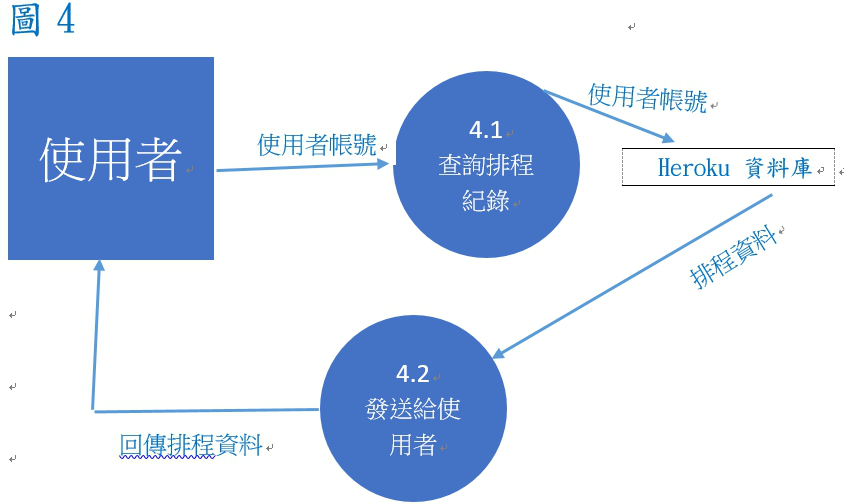 圖 4
使用者
使用者帳號
4.1
查詢排程
紀錄
使用者帳號
Heroku 資料庫
排程資料
4.2
發送給使
用者
回傳排程資料